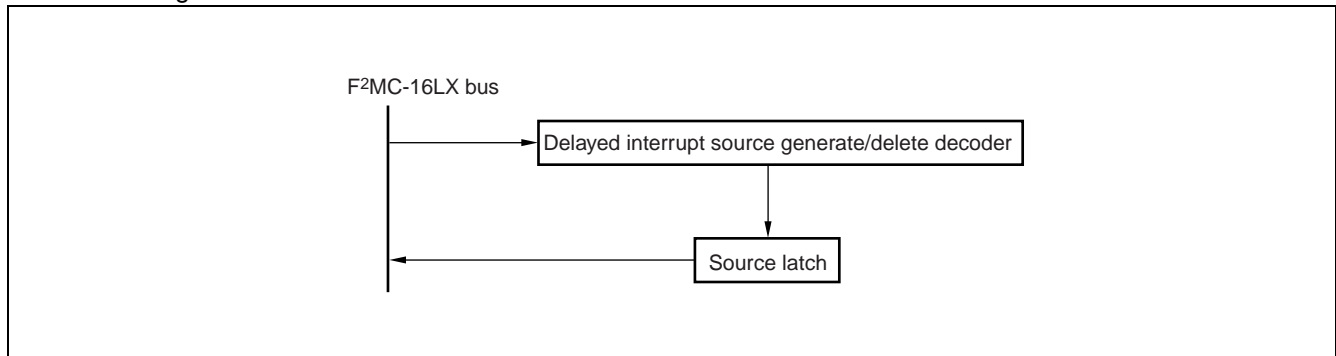 F2MC-16LX bus
Delayed interrupt source generate/delete decoder
Source latch